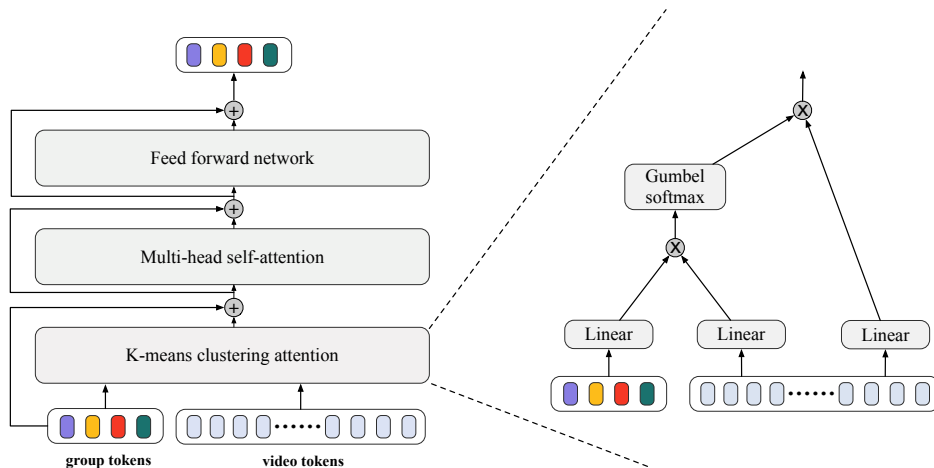 +
Feed forward network
+
Multi-head self-attention
+
K-means clustering attention
group tokens
video tokens
X
Gumbel
softmax
X
Linear
Linear
Linear